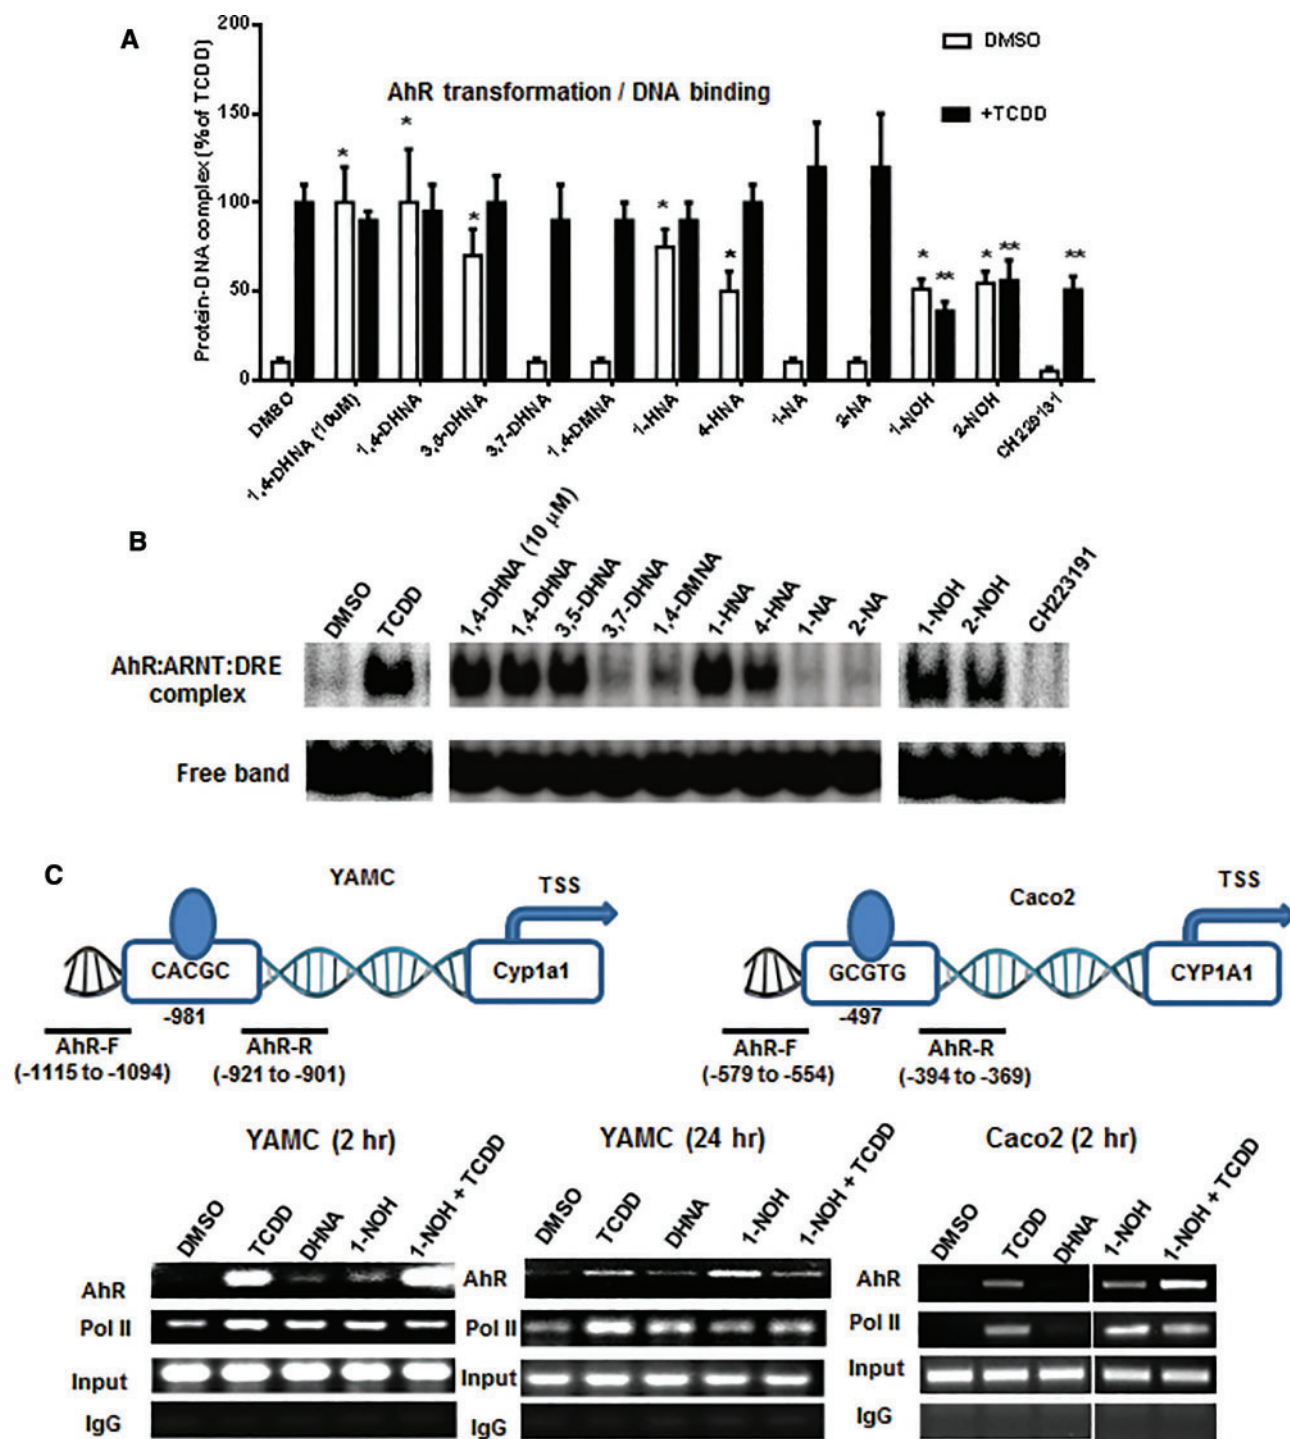 A
200
150
100
50
0
Protein-DNA complex (% of TCDD)
AhR transformation / DNA binding
DMSO
+TCDD
*
*
*
*
*
*
**
*
**
**
DMSO
1,4-DHNA (10uM)
1,4-DHNA
3,5-DHNA
3,7-DHNA
1,4-DMNA
1-HNA
4-HNA
1-NA
2-NA
1-NOH
2-NOH
CH223191
B
DMSO
TCDD
1,4-DHNA (10 μM)
1,4-DHNA
3,5-DHNA
3,7-DHNA
1,4-DMNA
1-HNA
4-HNA
1-NA
2-NA
1-NOH
2-NOH
CH223191
AhR:ARNT:DRE
complex
Free band
C
YAMC
TSS
CACGC
Cyp1a1
-981
AhR-F
(-1115 to -1094)
AhR-R
(-921 to -901)
Caco2
TSS
GCGTG
CYP1A1
-497
AhR-F
(-579 to -554)
AhR-R
(-394 to -369)
YAMC (2 hr)
DMSO
TCDD
DHNA
1-NOH
1-NOH + TCDD
AhR
Pol II
Input
IgG
YAMC (24 hr)
DMSO
TCDD
DHNA
1-NOH
1-NOH + TCDD
AhR
Pol II
Input
IgG
Caco2 (2 hr)
DMSO
TCDD
DHNA
1-NOH
1-NOH + TCDD
AhR
Pol II
Input
IgG